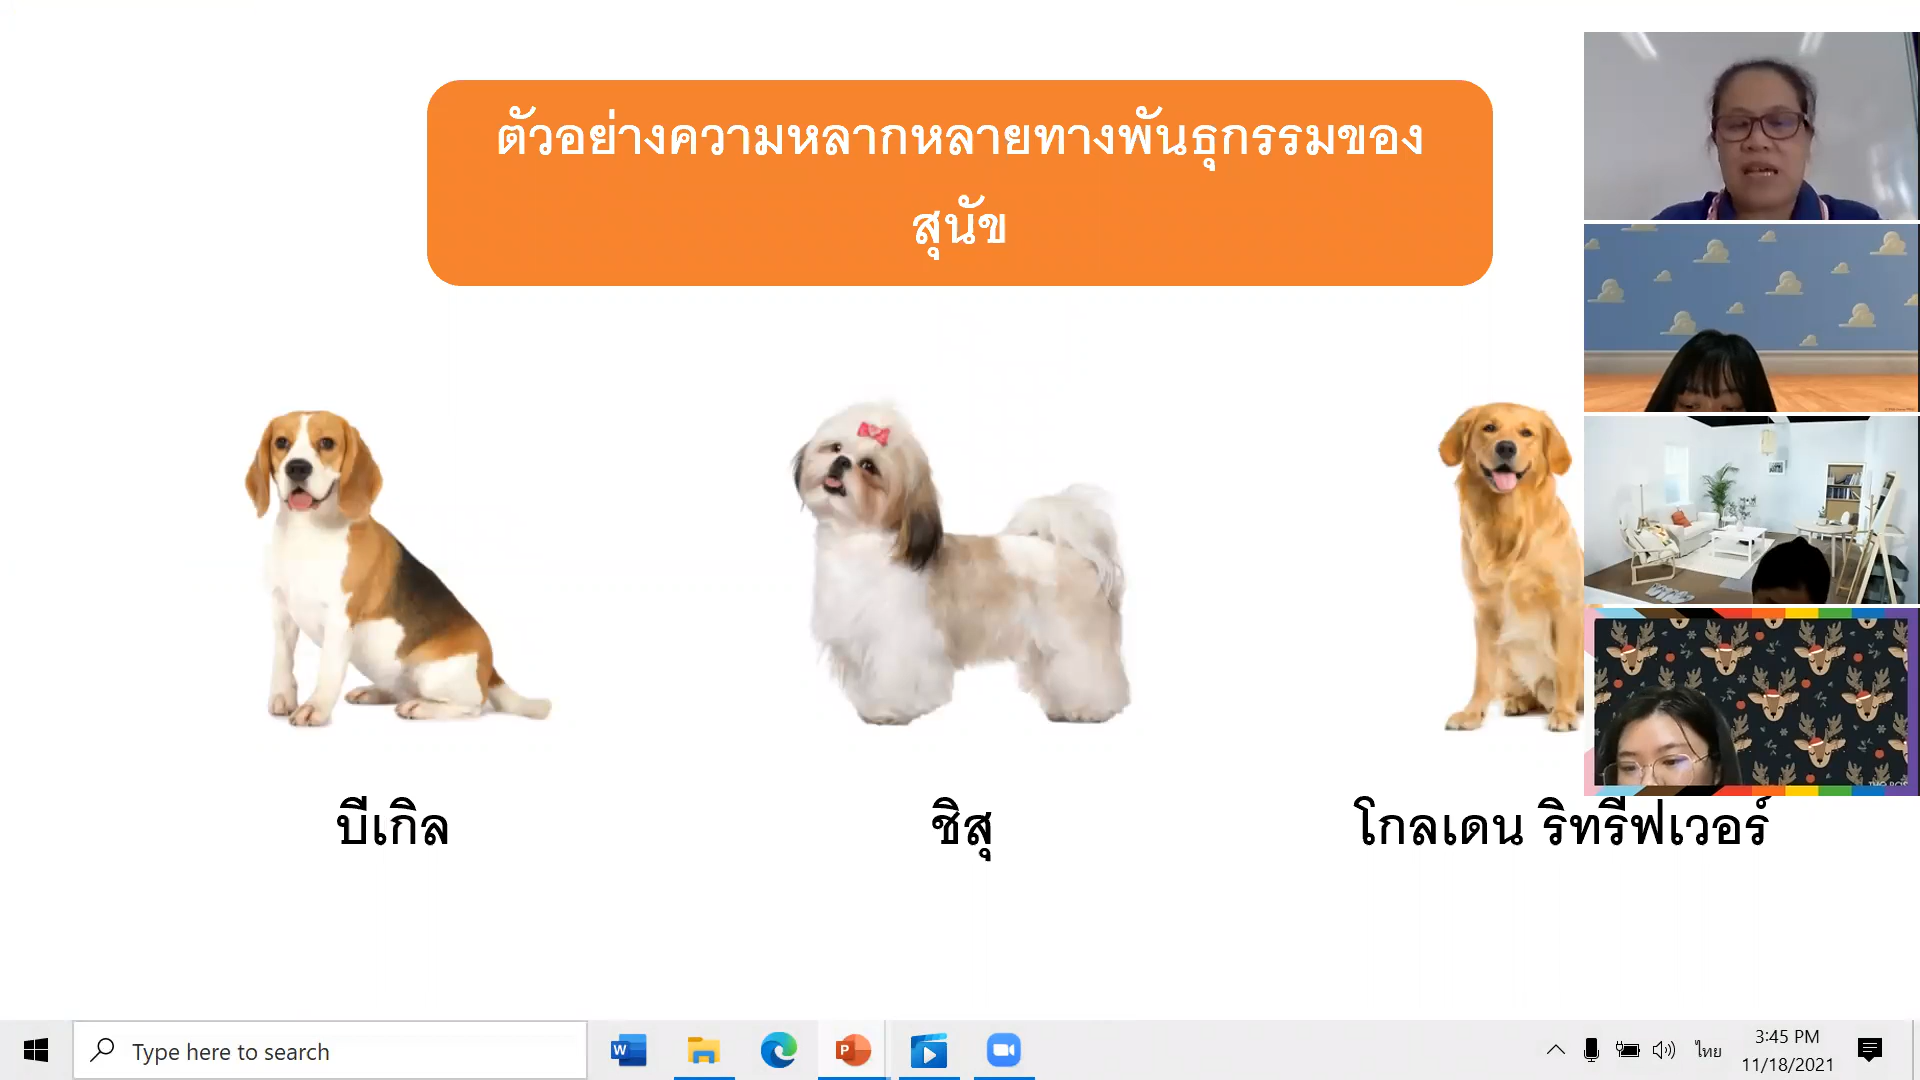 ตัวอย่างความหลากหลายทางพันธุกรรมของ
สุนัข
บีเกิล
ชิสุ
โกลเดน ริทรีฟเวอร์
Type here to search
ไทย
3:45 PM
11/18/2021